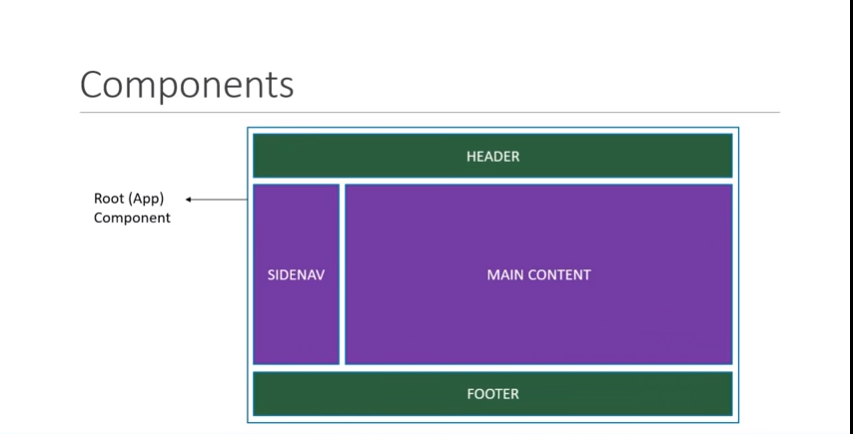 Components
HEADER
Root (App)
Component
SIDENAV
MAIN CONTENT
FOOTER